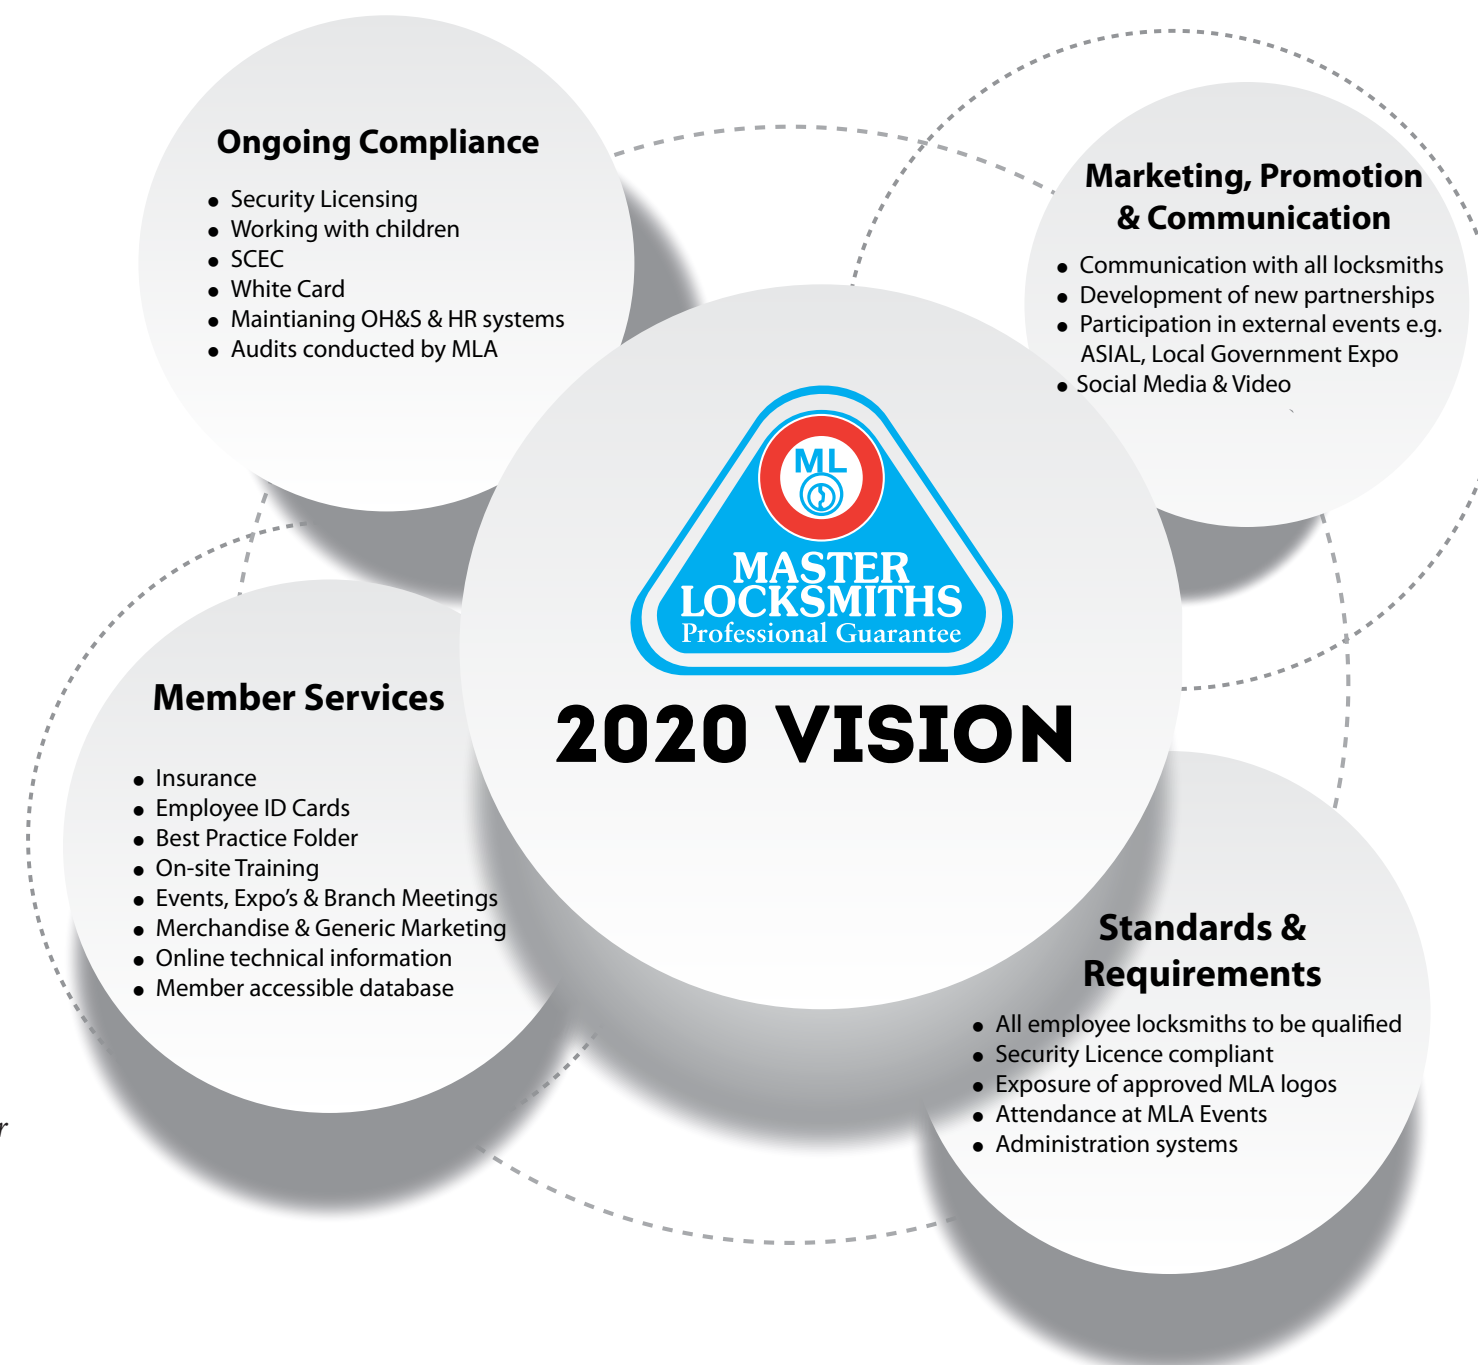 Ongoing Compliance
• Security Licensing
• Working with children
• SCEC
• White Card
• Maintianing OH&S & HR systems
• Audits conducted by MLA
Marketing, Promotion
& Communication
• Communication with all locksmiths
• Development of new partnerships
• Participation in external events e.g.
ASIAL, Local Government Expo
• Social Media & Video
ML
MASTER
LOCKSMITHS
Professional Guarantee
2020 VISION
Member Services
• Insurance
• Employee ID Cards
• Best Practice Folder
• On-site Training
• Events, Expo's & Branch Meetings
• Merchandise & Generic Marketing
• Online technical information
• Member accessible database
Standards &
Requirements
• All employee locksmiths to be qualified
• Security Licence compliant
• Exposure of approved MLA logos
• Attendance at MLA Events
• Administration systems